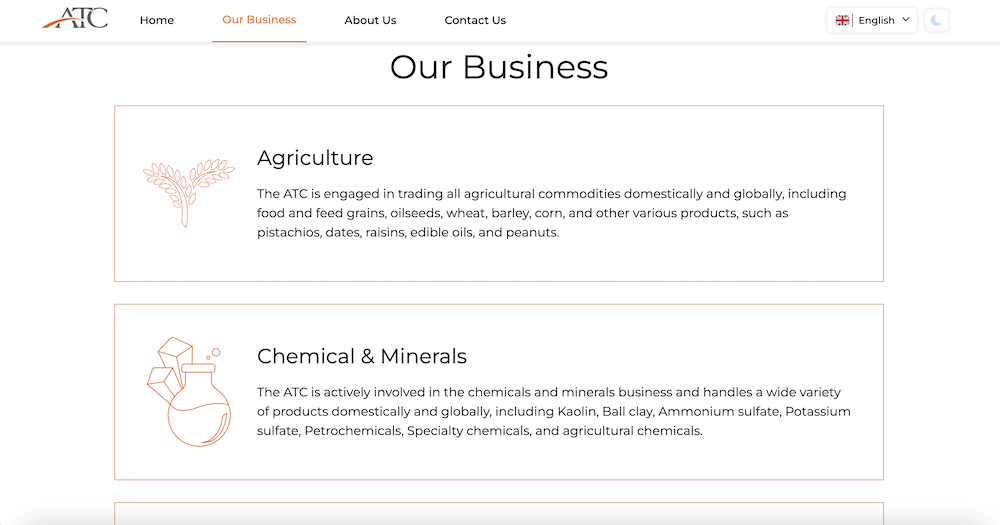 ATC
Home
Our Business
About Us
Contact Us
English
Our Business
Agriculture
The ATC is engaged in trading all agricultural commodities domestically and globally, including
food and feed grains, oilseeds, wheat, barley, corn, and other various products, such as
pistachios, dates, raisins, edible oils, and peanuts.
Chemical & Minerals
The ATC is actively involved in the chemicals and minerals business and handles a wide variety
of products domestically and globally, including Kaolin, Ball clay, Ammonium sulfate, Potassium
sulfate, Petrochemicals, Specialty chemicals, and agricultural chemicals.